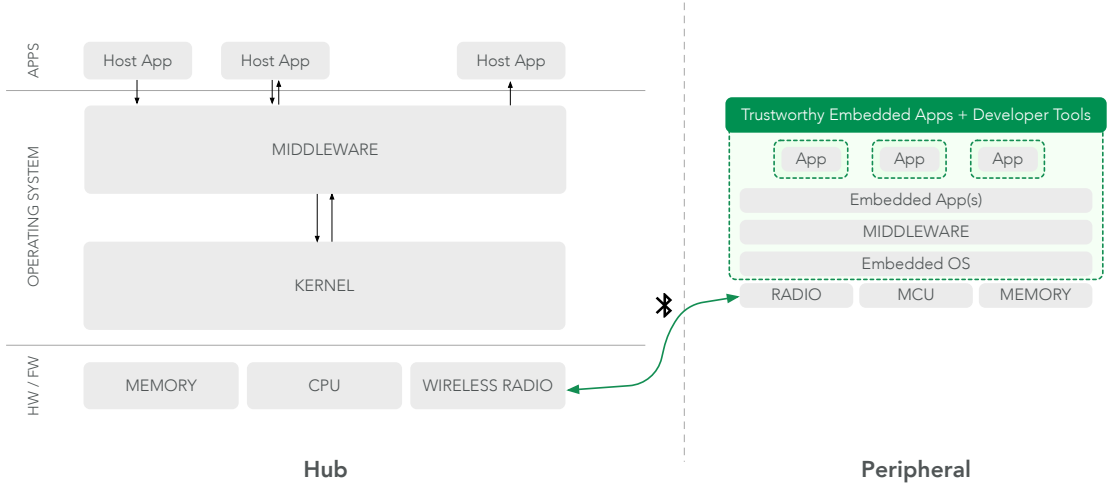 APPS
Host App
Host App
Host App
OPERATING SYSTEM
MIDDLEWARE
KERNEL
HW / FW
MEMORY
CPU
WIRELESS RADIO
Hub
Trustworthy Embedded Apps + Developer Tools
App
App
App
Embedded App(s)
MIDDLEWARE
Embedded OS
RADIO
MCU
MEMORY
Peripheral